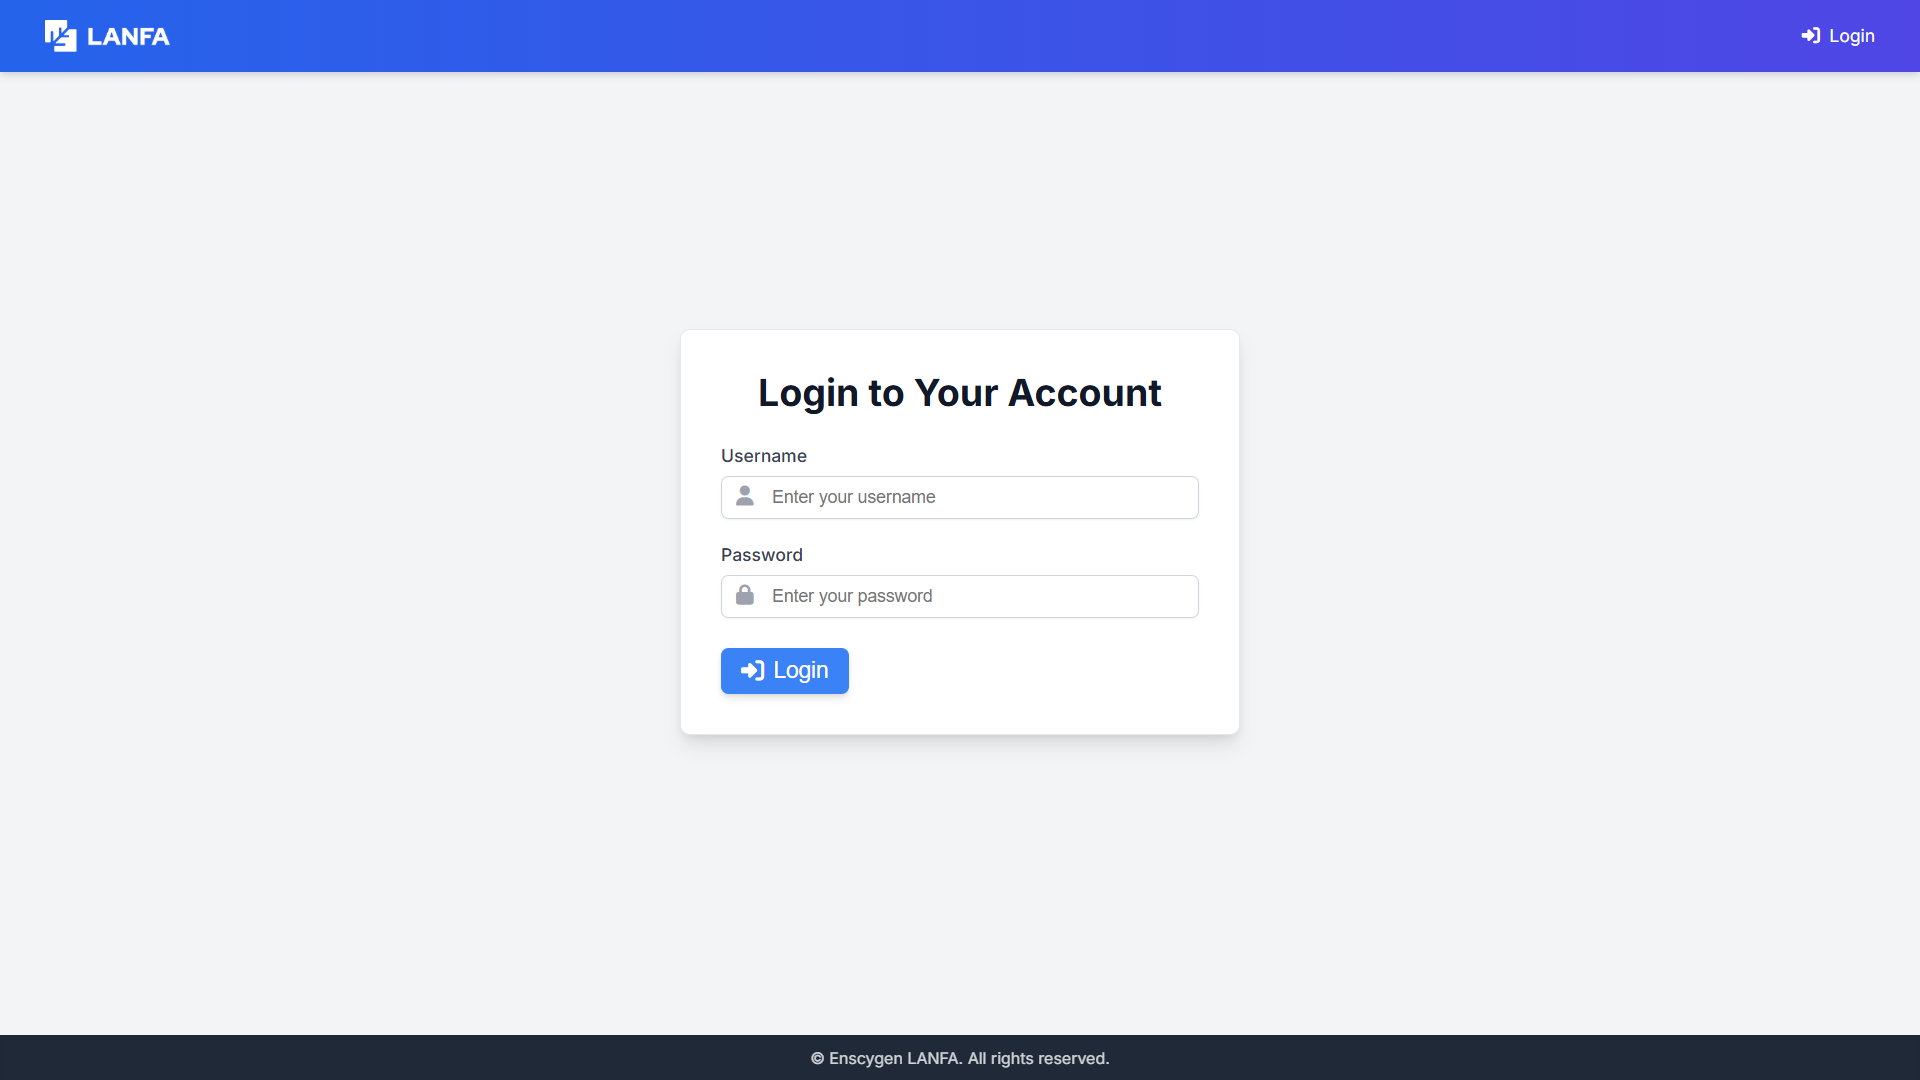 LANFA
Login
Login to Your Account
Username
Enter your username
Password
Enter your password
Login
© Enscygen LANFA. All rights reserved.